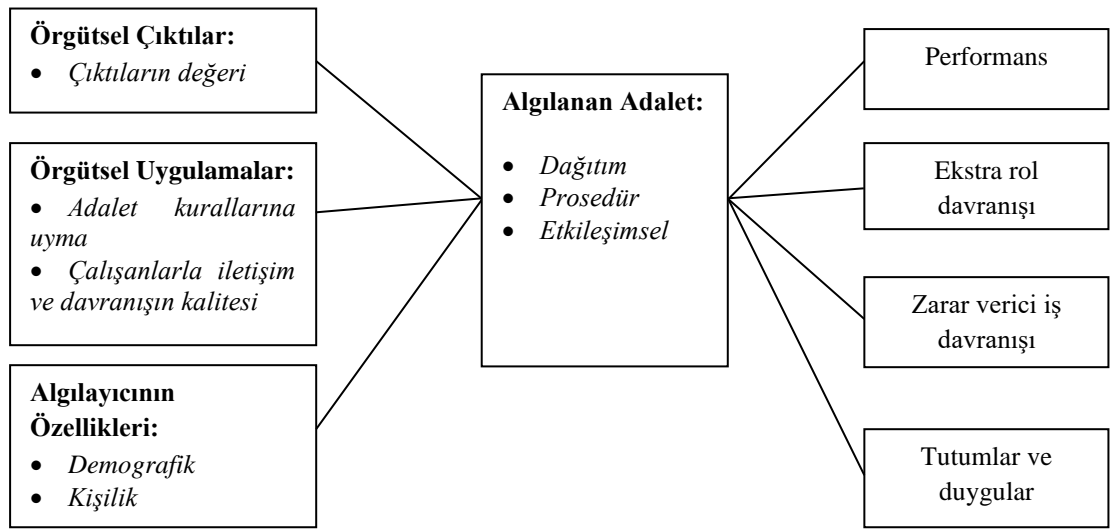 Örgütsel Çıktılar:
• Çıktıların değeri
Örgütsel Uygulamalar:
• Adalet kurallarına
uyma
• Çalışanlarla iletişim
ve davranışın kalitesi
Algılayıcının
Özellikleri:
• Demografik
• Kişilik
Algılanan Adalet:
• Dağıtım
• Prosedür
• Etkileşimsel
Performans
Ekstra rol
davranışı
Zarar verici iş
davranışı
Tutumlar ve
duygular